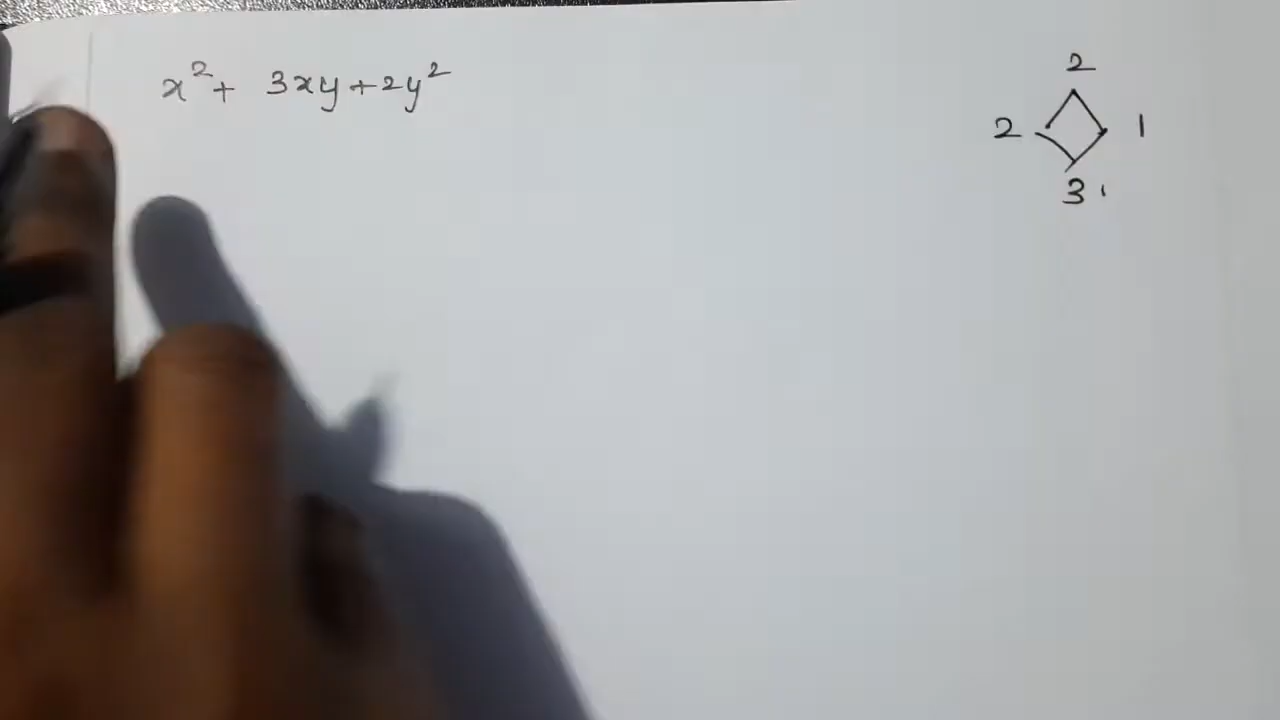 x² + 3xy + 2y²
2
2 1
3